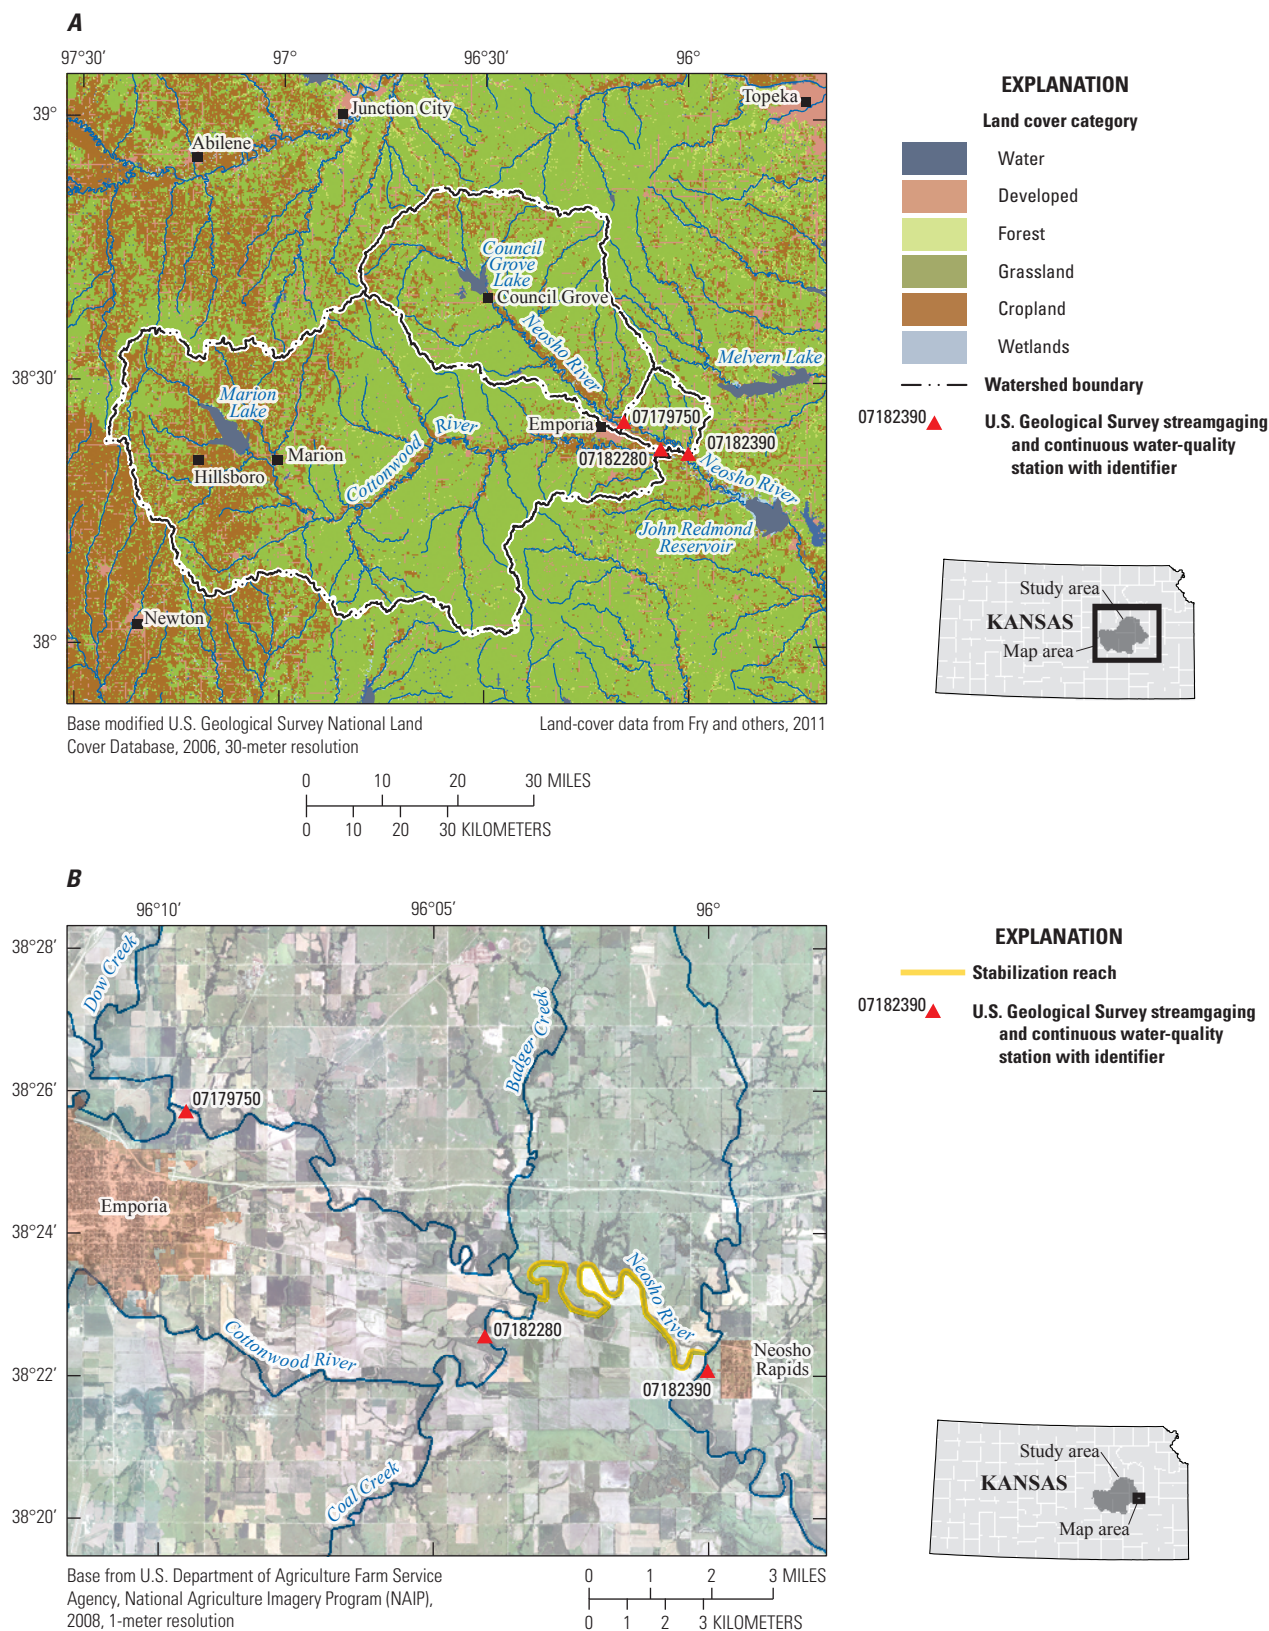 A
97°30′ 97° 96°30′ 96°
39°
38°30′
38°
Topeka
Junction City
Abilene
Council
Grove
Lake
Council Grove
Neosho River
Melvern Lake
Marion
Lake
Emporia
07179750
07182390
07182280
Cottonwood River
Marion
Hillsboro
Neosho River
John Redmond
Reservoir
Newton
Base modified U.S. Geological Survey National Land
Cover Database, 2006, 30-meter resolution
Land-cover data from Fry and others, 2011
0 10 20 30 MILES
0 10 20 30 KILOMETERS
EXPLANATION
Land cover category
Water
Developed
Forest
Grassland
Cropland
Wetlands
Watershed boundary
07182390 U.S. Geological Survey streamgaging
and continuous water-quality
station with identifier
Study area
KANSAS
Map area
B
96°10′ 96°05′ 96°
38°28′
38°26′
38°24′
38°22′
38°20′
Dow Creek
Badger Creek
07179750
Emporia
Neosho River
07182280
Cottonwood River
Neosho
Rapids
07182390
Coal Creek
Base from U.S. Department of Agriculture Farm Service
Agency, National Agriculture Imagery Program (NAIP),
2008, 1-meter resolution
0 1 2 3 MILES
0 1 2 3 KILOMETERS
EXPLANATION
Stabilization reach
07182390 U.S. Geological Survey streamgaging
and continuous water-quality
station with identifier
Study area
KANSAS
Map area